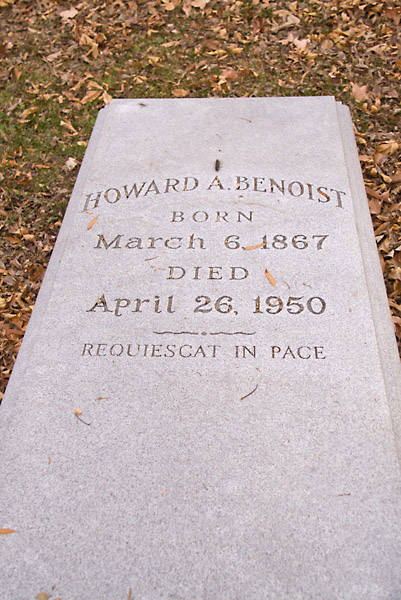 HOWARD A. BENOIST
BORN
March 6, 1867
DIED
April 26, 1950
REQUIESCAT IN PACE